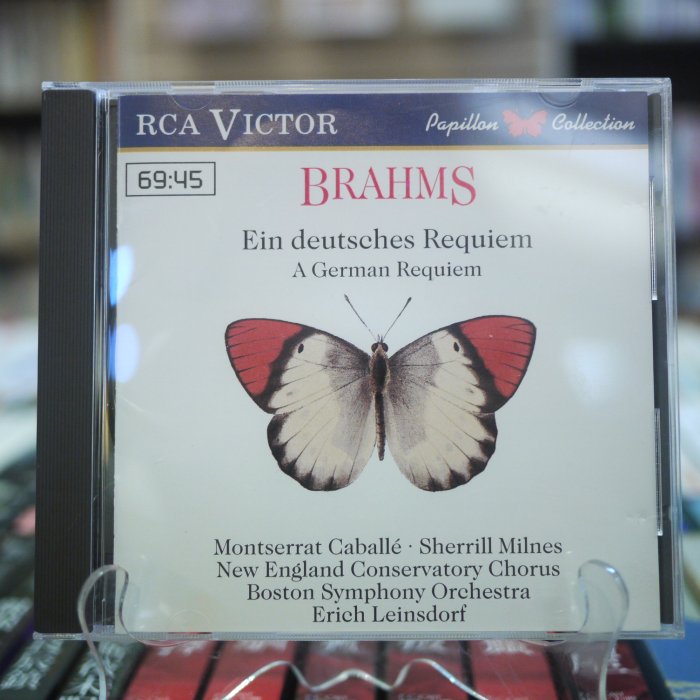 RCA VICTOR
Papillon Collection
69:45
BRAHMS
Ein deutsches Requiem
A German Requiem
Montserrat Caballé · Sherrill Milnes
New England Conservatory Chorus
Boston Symphony Orchestra
Erich Leinsdorf